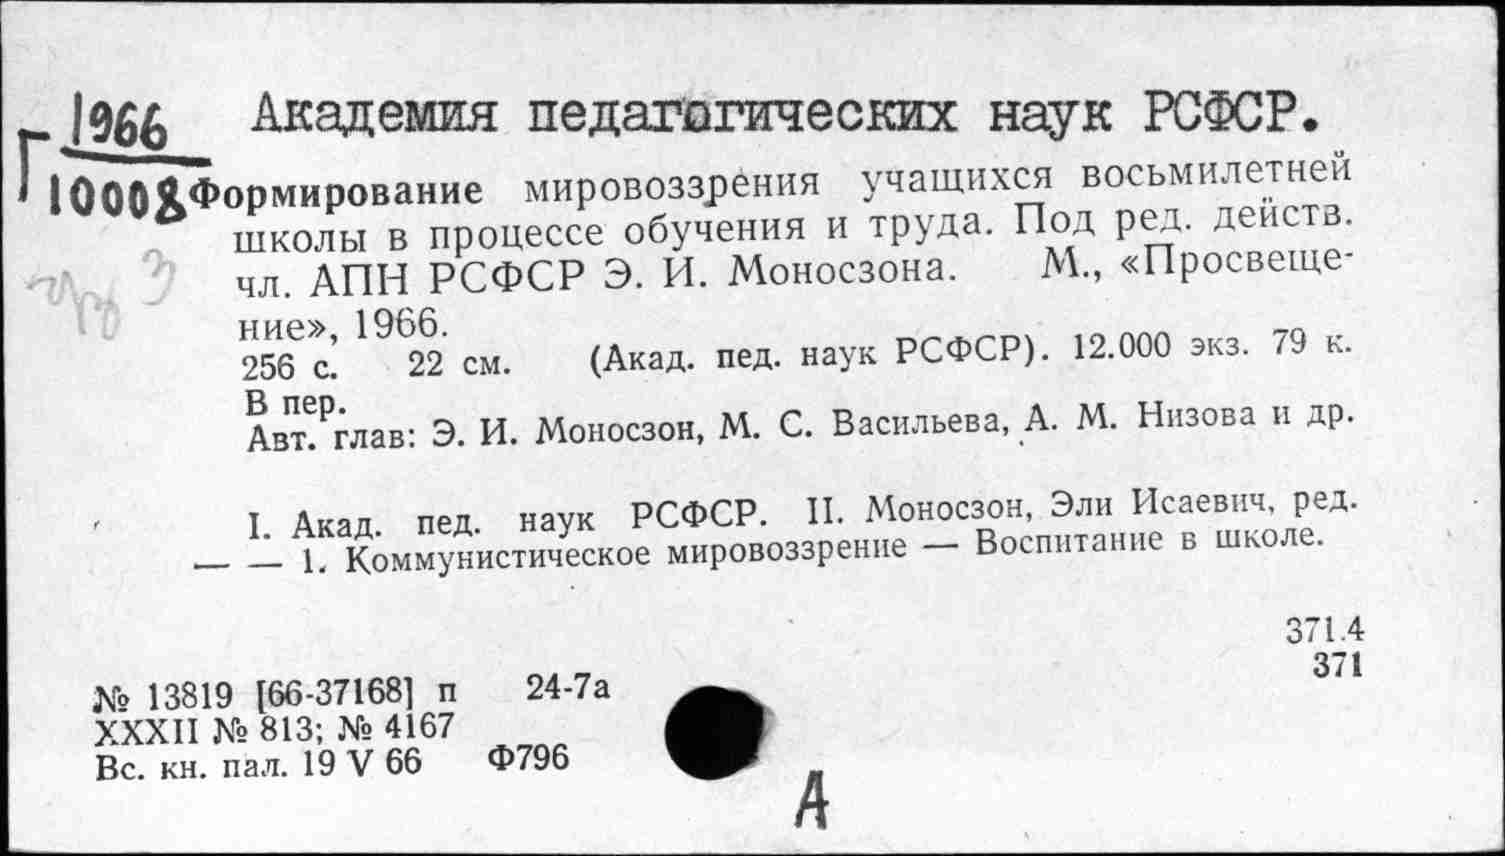 Г 1966 Академия педагогических наук РСФСР.
10008 Формирование мировоззрения учащихся восьмилетней
школы в процессе обучения и труда. Под ред. действ.
чл. АПН РСФСР Э. И. Моносзона. М., «Просвеще-
ние», 1966.
256 с. 22 см. (Акад. пед. наук РСФСР). 12.000 экз. 79 к.
В пер.
Авт. глав: Э. И. Моносзон, М. С. Васильева, А. М. Низова и др.
I. Акад. пед. наук РСФСР. II. Моносзон, Эли Исаевич, ред.
— — 1. Коммунистическое мировоззрение — Воспитание в школе.
371.4
371
№ 13819 [66-37168] п 24-7а
XXXII № 813; № 4167
Вс. кн. пал. 19 V 66 Ф796
А